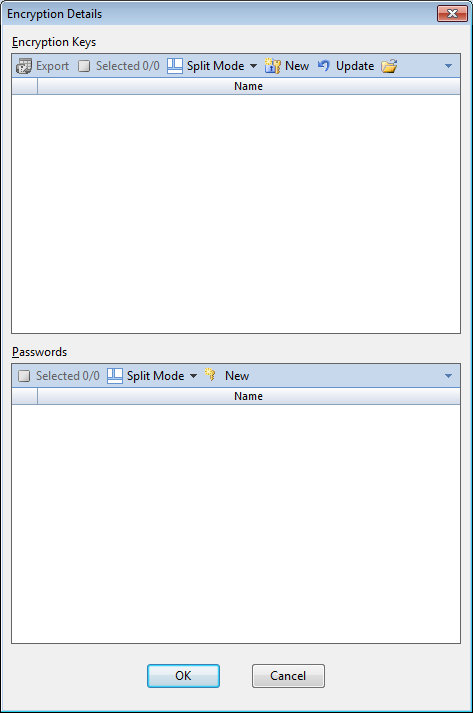 Encryption Details
Encryption Keys
Export Selected 0/0 Split Mode New Update
Name
Passwords
Selected 0/0 Split Mode New
Name
OK Cancel